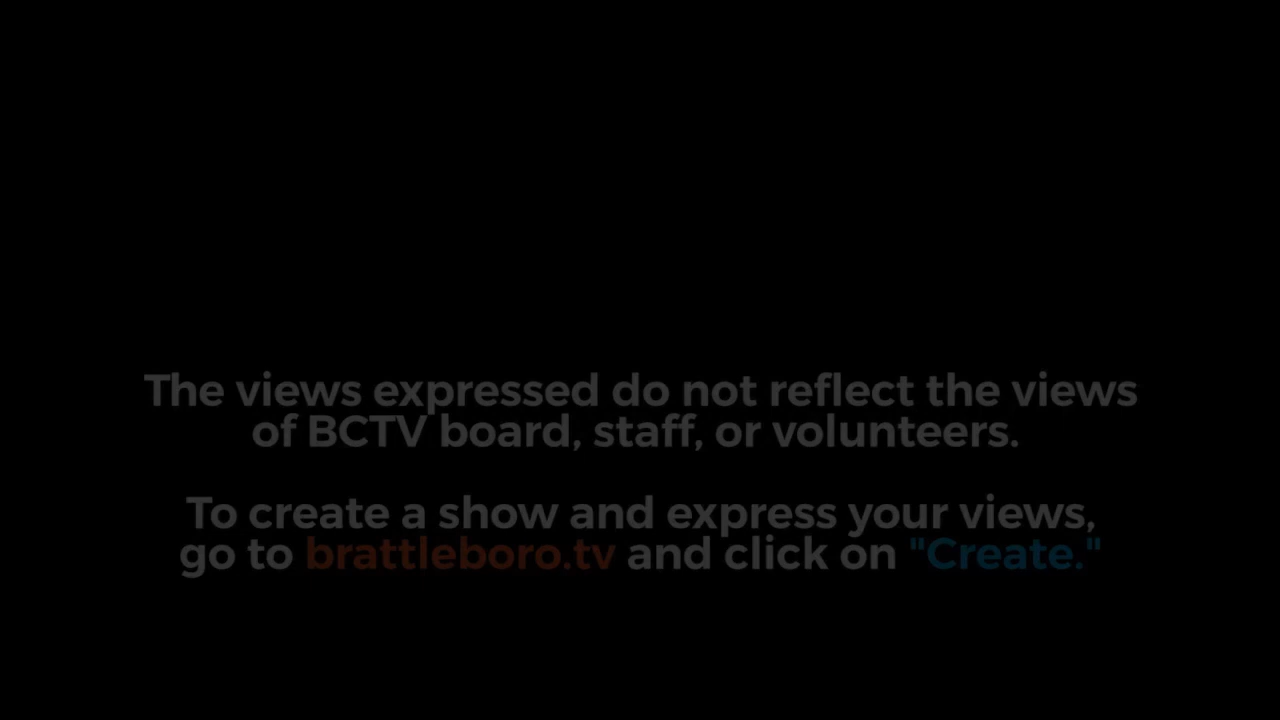 The views expressed do not reflect the views
of BCTV board, staff, or volunteers.
To create a show and express your views,
go to brattleboro.tv and click on "Create."